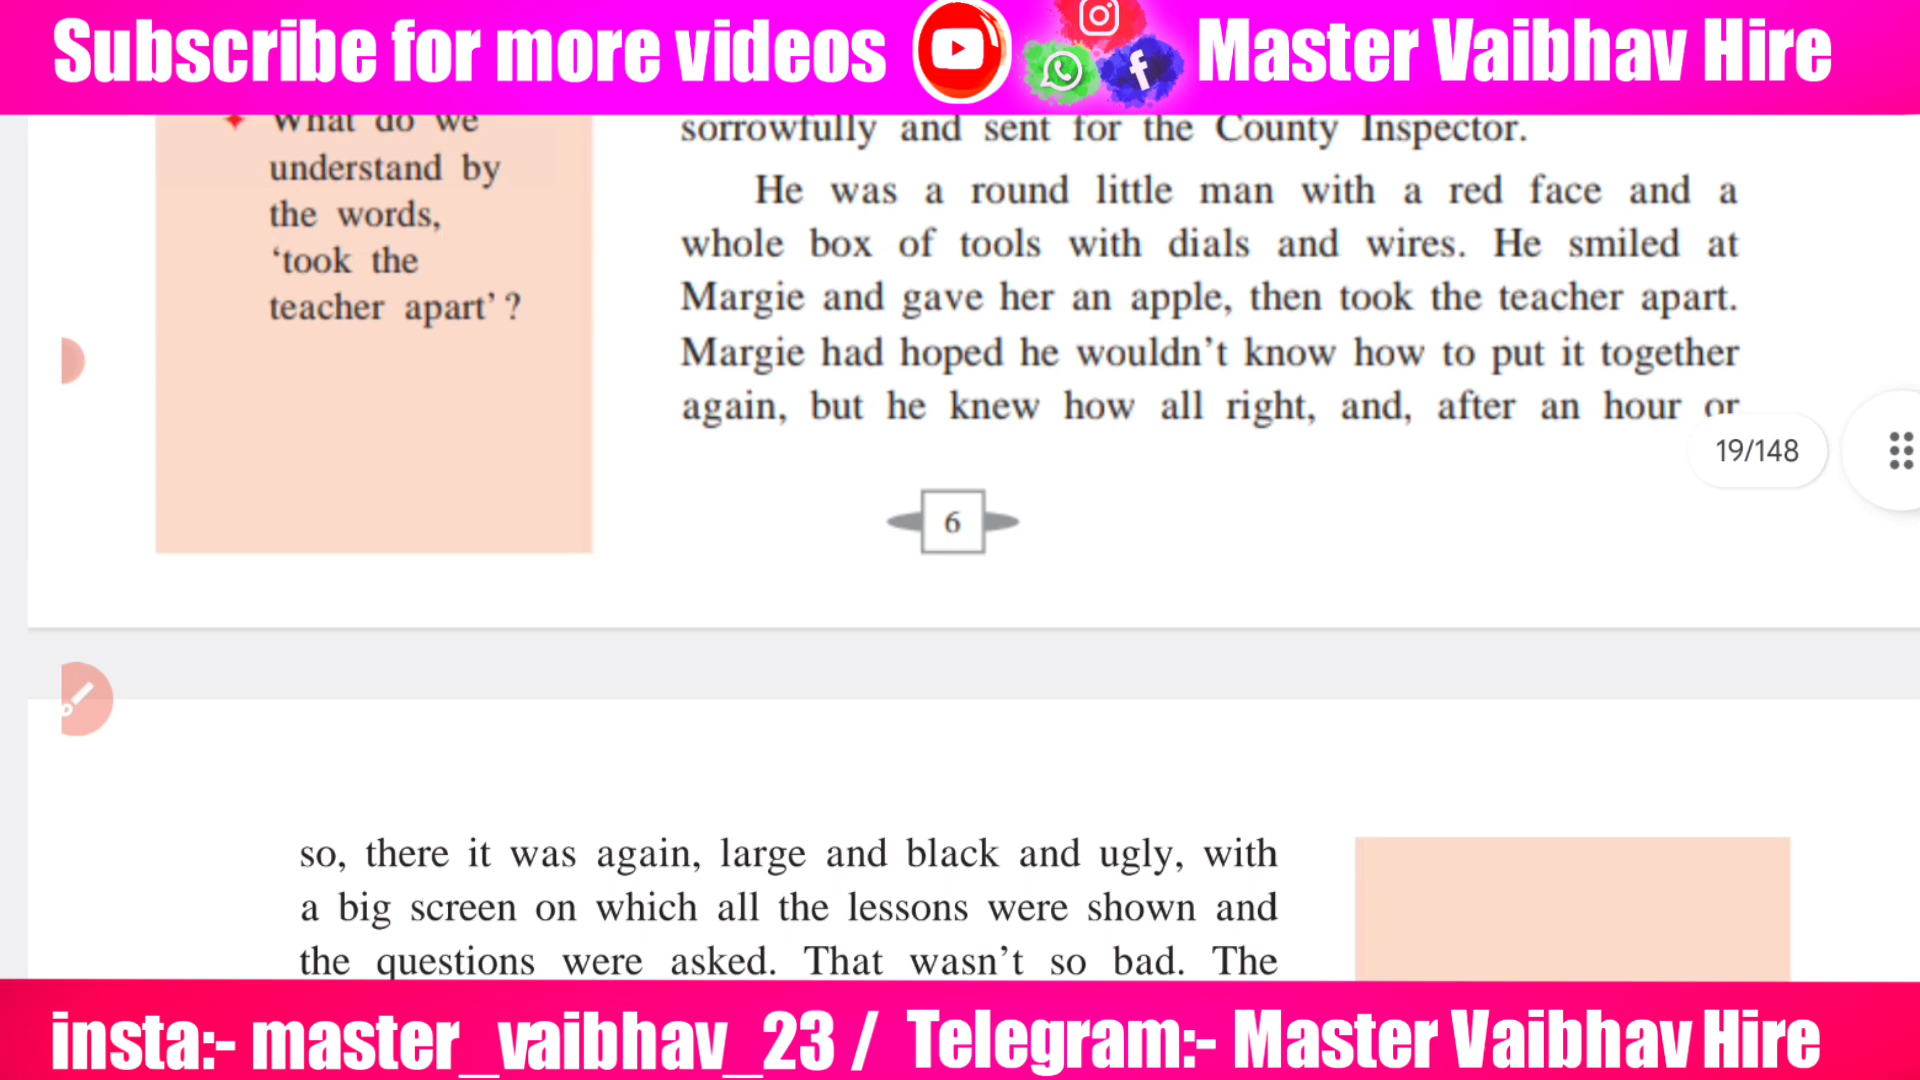 Subscribe for more videos Master Vaibhav Hire
What do we
understand by
the words,
‘took the
teacher apart’ ?
sorrowfully and sent for the County Inspector.
He was a round little man with a red face and a
whole box of tools with dials and wires. He smiled at
Margie and gave her an apple, then took the teacher apart.
Margie had hoped he wouldn’t know how to put it together
again, but he knew how all right, and, after an hour or
19/148
6
so, there it was again, large and black and ugly, with
a big screen on which all the lessons were shown and
the questions were asked. That wasn’t so bad. The
insta:- master_vaibhav_23 / Telegram:- Master Vaibhav Hire